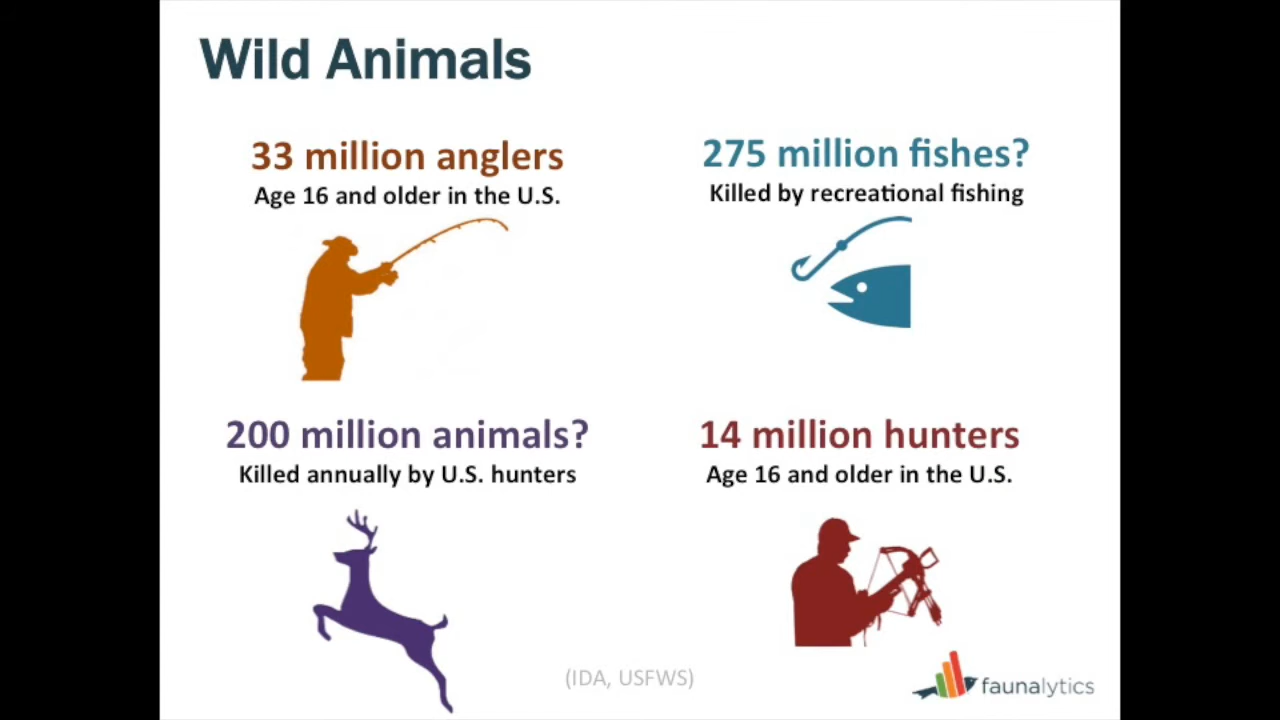 Wild Animals
33 million anglers
Age 16 and older in the U.S.
275 million fishes?
Killed by recreational fishing
200 million animals?
Killed annually by U.S. hunters
14 million hunters
Age 16 and older in the U.S.
(IDA, USFWS)
faunalytics